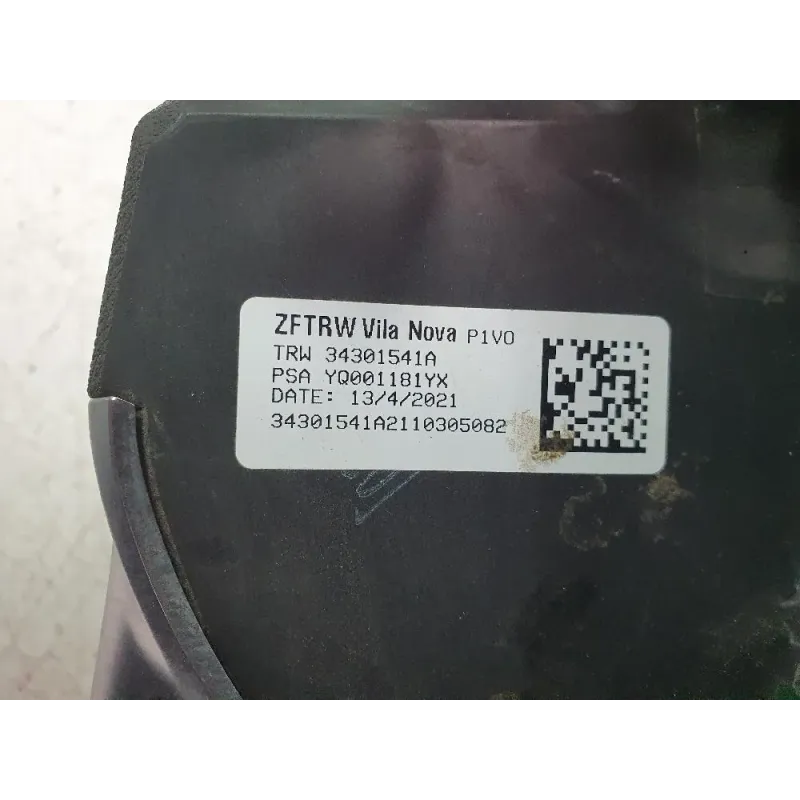 ZFTRW Vila Nova P1V0
TRW 34301541A
PSA YQ001181YX
DATE: 13/4/2021
34301541A2110305082